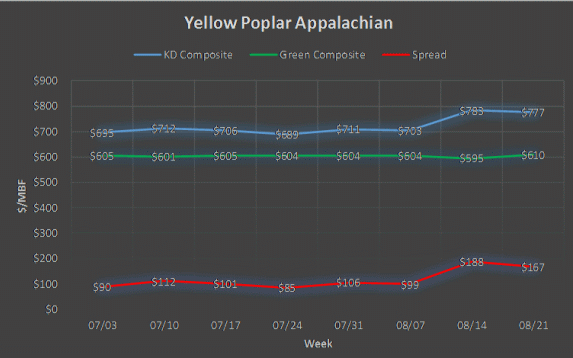 Yellow Poplar Appalachian
KD Composite Green Composite Spread
$900
$800
$700
$600
$500
$400
$300
$200
$100
$0
$/MBF
$695 $712 $706 $689 $711 $703 $783 $777
$605 $601 $605 $604 $604 $604 $595 $610
$90 $112 $101 $85 $106 $99 $188 $167
07/03 07/10 07/17 07/24 07/31 08/07 08/14 08/21
Week